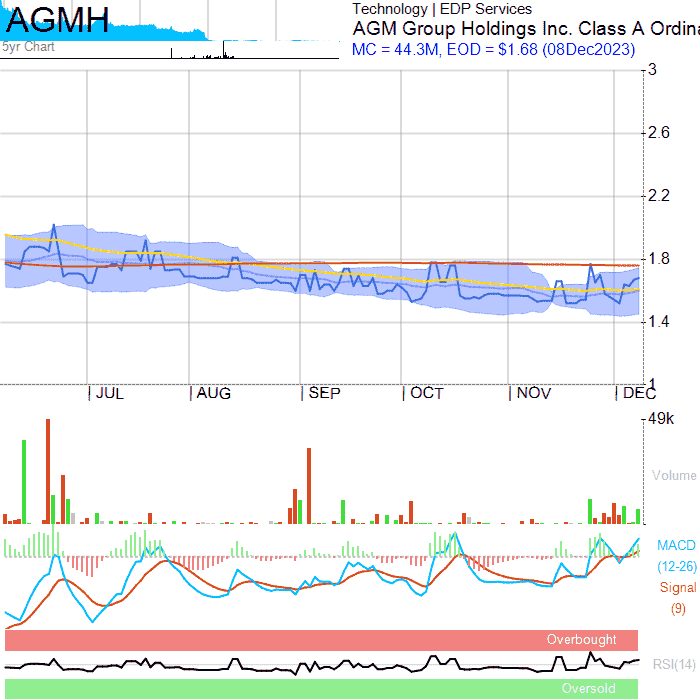 AGMH
5yr Chart
Technology | EDP Services
AGM Group Holdings Inc. Class A Ordina
MC = 44.3M, EOD = $1.68 (08Dec2023)
3
2.6
2.2
1.8
1.4
1
JUL AUG SEP OCT NOV DEC
49k
Volume
MACD
(12-26)
Signal
(9)
Overbought
RSI(14)
Oversold